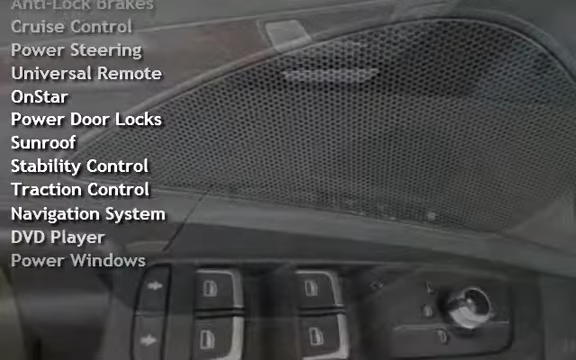 Anti-Lock Brakes
Cruise Control
Power Steering
Universal Remote
OnStar
Power Door Locks
Sunroof
Stability Control
Traction Control
Navigation System
DVD Player
Power Windows